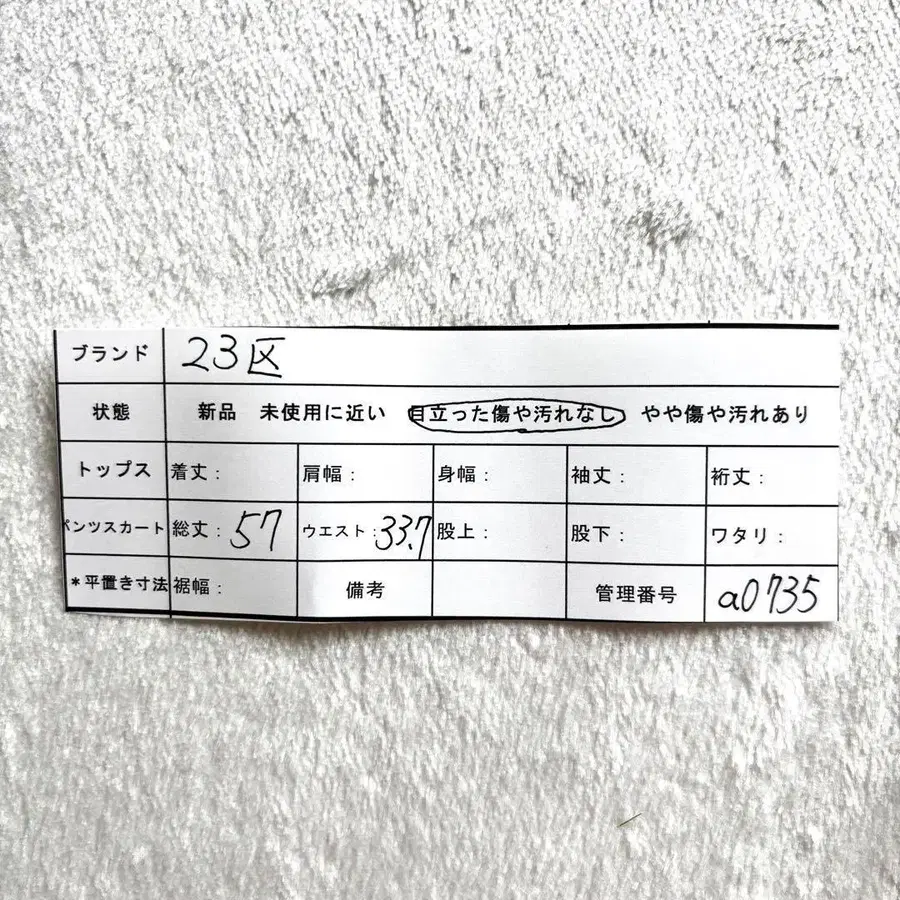 ブランド 23区
状態 新品 未使用に近い 目立った傷や汚れなし やや傷や汚れあり
トップス 着丈: 肩幅: 身幅: 袖丈: 裄丈:
パンツスカート 総丈:57 ウエスト:33.7 股上: 股下: ワタリ:
*平置き寸法 裾幅: 備考 管理番号 a0735